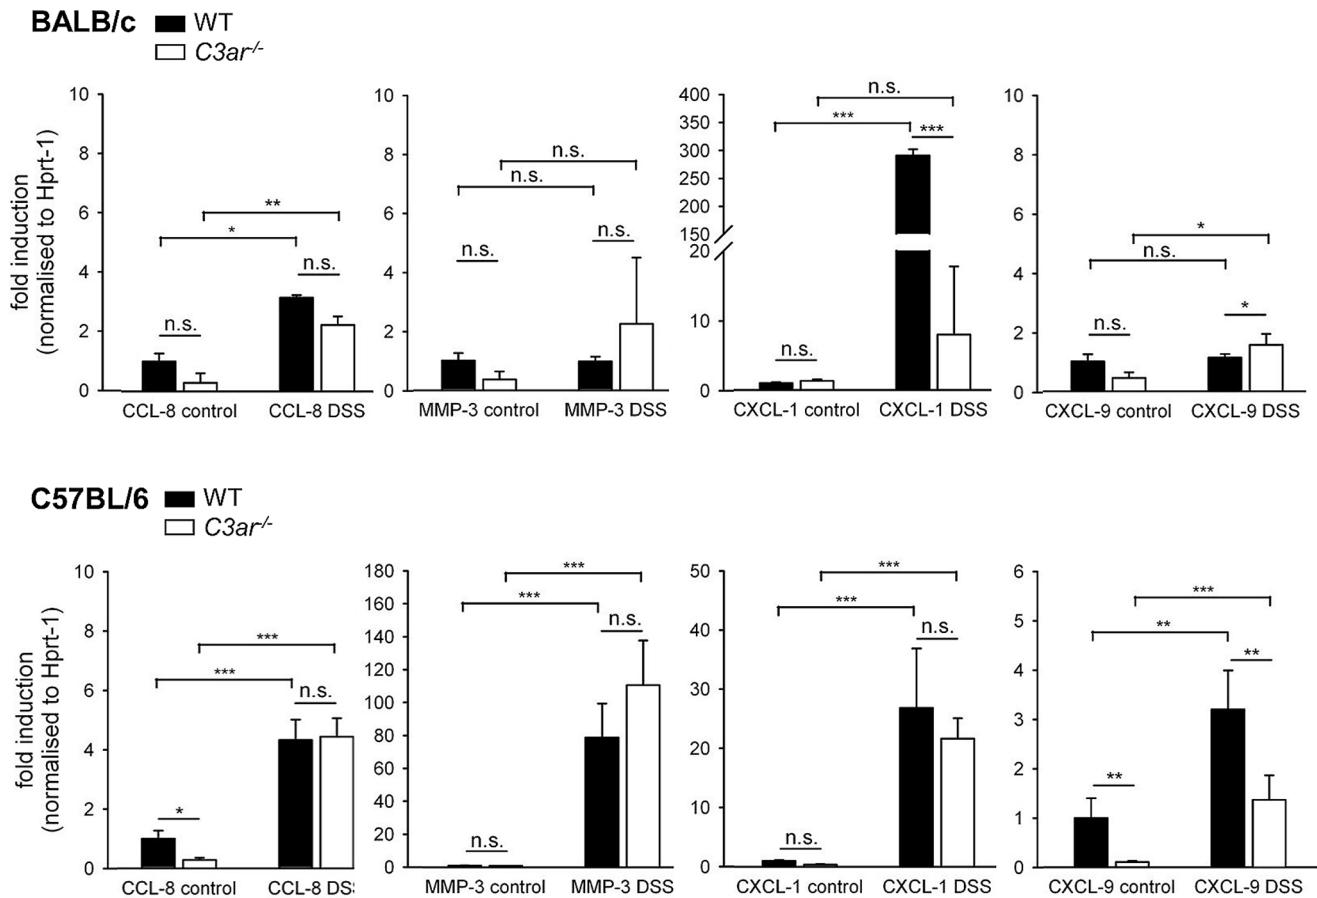 BALB/c
WT
C3ar-/-
fold induction
(normalised to Hprt-1)
10
8
6
4
2
0
n.s.
*
**
n.s.
CCL-8 control
CCL-8 DSS
10
8
6
4
2
0
n.s.
n.s.
n.s.
n.s.
MMP-3 control
MMP-3 DSS
400
350
300
250
200
150
20
10
0
n.s.
***
***
n.s.
CXCL-1 control
CXCL-1 DSS
10
8
6
4
2
0
*
n.s.
n.s.
*
CXCL-9 control
CXCL-9 DSS
C57BL/6
WT
C3ar-/-
fold induction
(normalised to Hprt-1)
10
8
6
4
2
0
***
***
n.s.
*
CCL-8 control
CCL-8 DSS
180
160
140
120
100
80
60
40
20
0
***
***
n.s.
n.s.
MMP-3 control
MMP-3 DSS
50
40
30
20
10
0
***
***
n.s.
n.s.
CXCL-1 control
CXCL-1 DSS
6
5
4
3
2
1
0
***
**
**
**
CXCL-9 control
CXCL-9 DSS